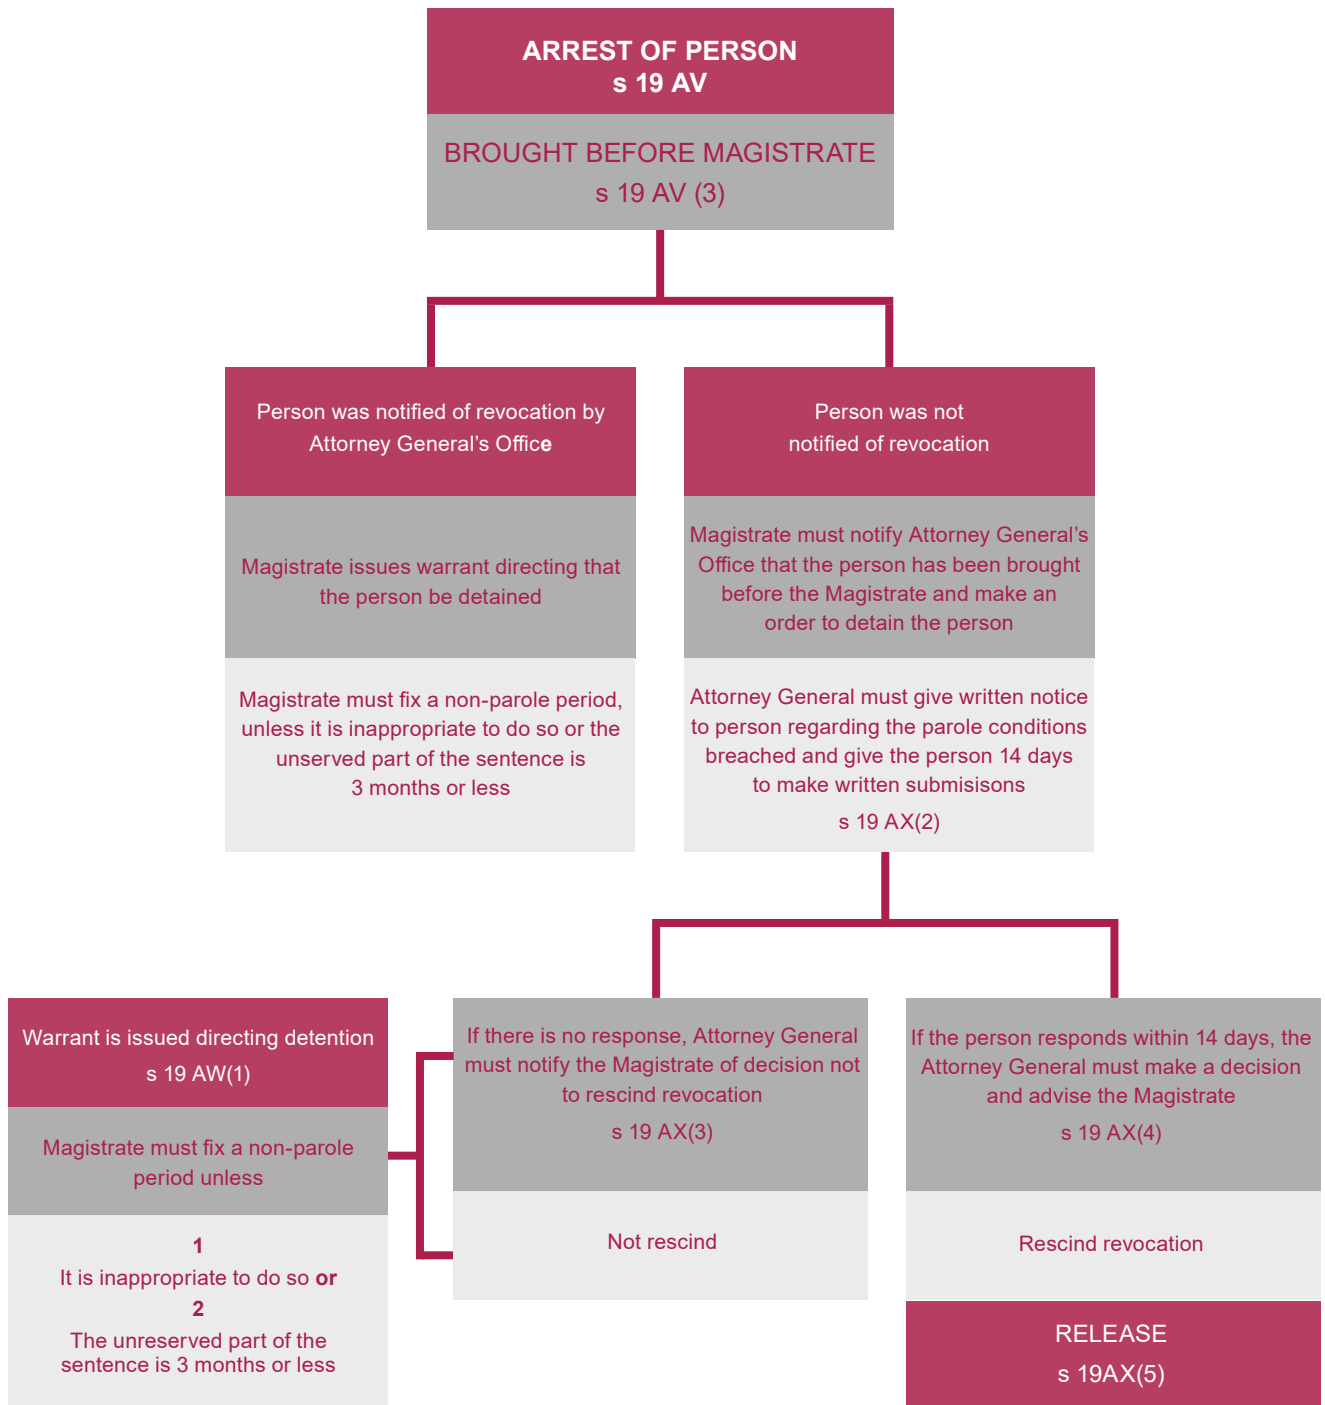 ARREST OF PERSON
s 19 AV
BROUGHT BEFORE MAGISTRATE
s 19 AV (3)
Person was notified of revocation by
Attorney General’s Office
Magistrate issues warrant directing that
the person be detained
Magistrate must fix a non-parole period,
unless it is inappropriate to do so or the
unserved part of the sentence is
3 months or less
Person was not
notified of revocation
Magistrate must notify Attorney General’s
Office that the person has been brought
before the Magistrate and make an
order to detain the person
Attorney General must give written notice
to person regarding the parole conditions
breached and give the person 14 days
to make written submisisons
s 19 AX(2)
Warrant is issued directing detention
s 19 AW(1)
Magistrate must fix a non-parole
period unless
1
It is inappropriate to do so or
2
The unreserved part of the
sentence is 3 months or less
If there is no response, Attorney General
must notify the Magistrate of decision not
to rescind revocation
s 19 AX(3)
Not rescind
If the person responds within 14 days, the
Attorney General must make a decision
and advise the Magistrate
s 19 AX(4)
Rescind revocation
RELEASE
s 19AX(5)